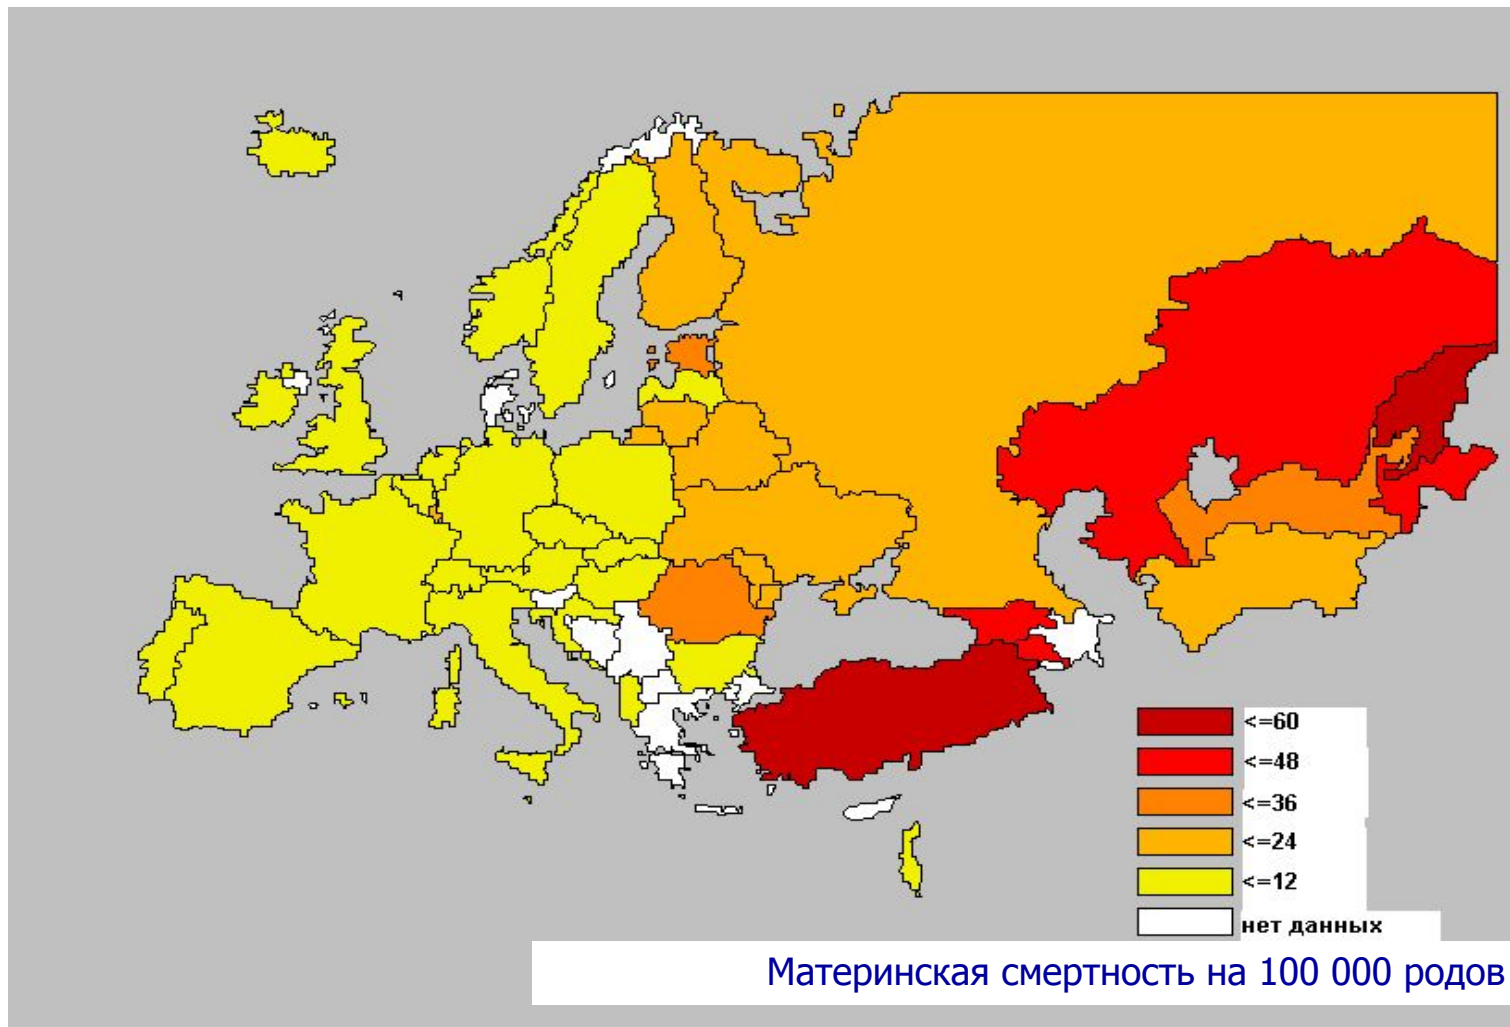 <=60
<=48
<=36
<=24
<=12
нет данных
Материнская смертность на 100 000 родов